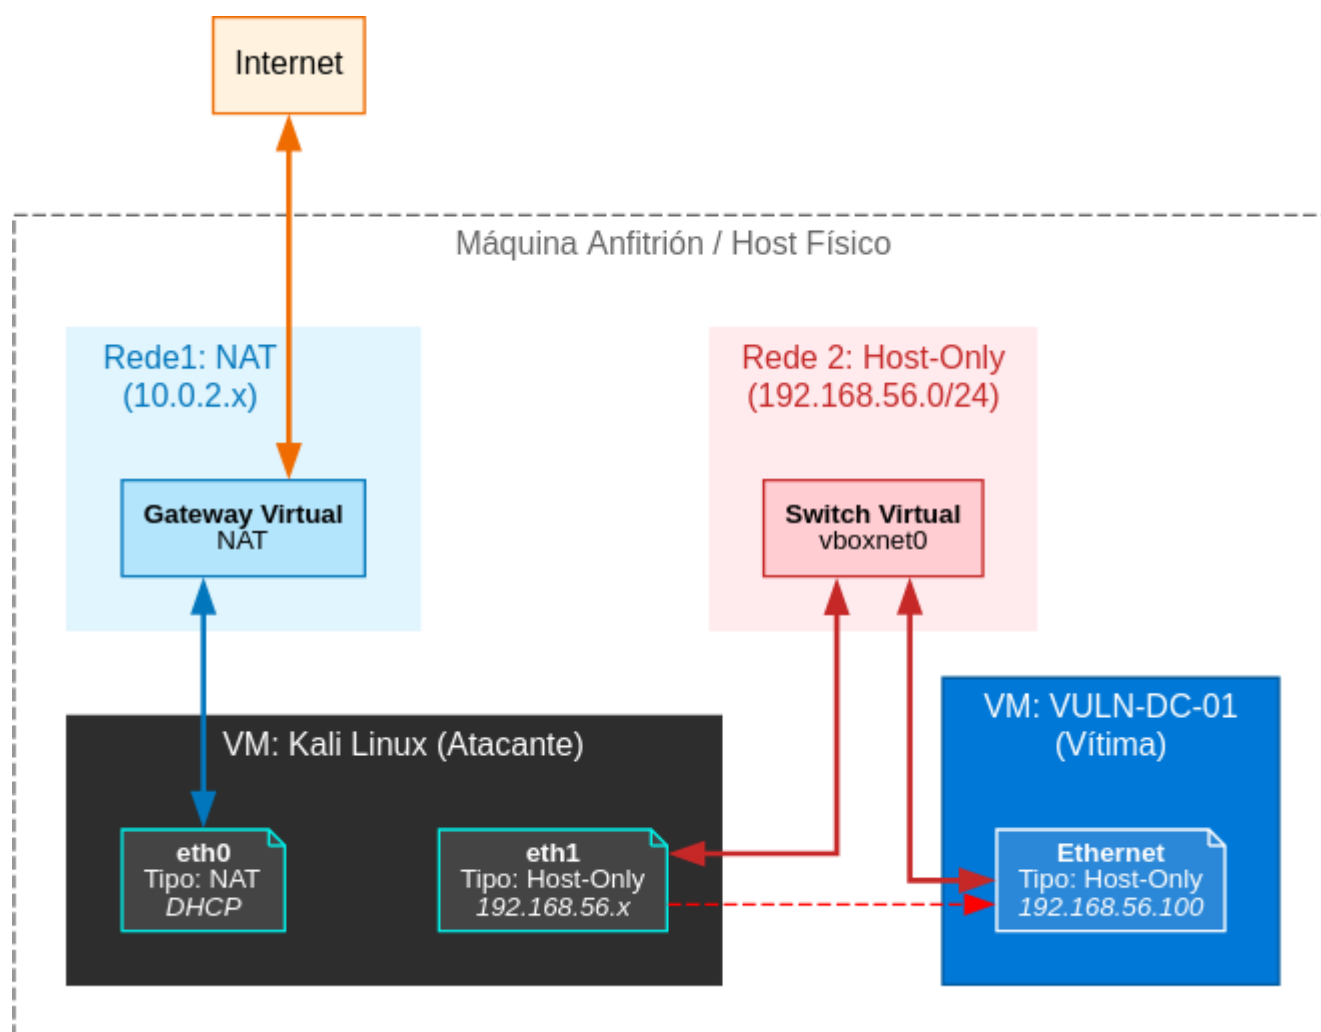 Internet
Máquina Anfitrión / Host Físico
Rede1: NAT
(10.0.2.x)
Gateway Virtual
NAT
Rede 2: Host-Only
(192.168.56.0/24)
Switch Virtual
vboxnet0
VM: Kali Linux (Atacante)
eth0
Tipo: NAT
DHCP
eth1
Tipo: Host-Only
192.168.56.x
VM: VULN-DC-01
(Vítima)
Ethernet
Tipo: Host-Only
192.168.56.100